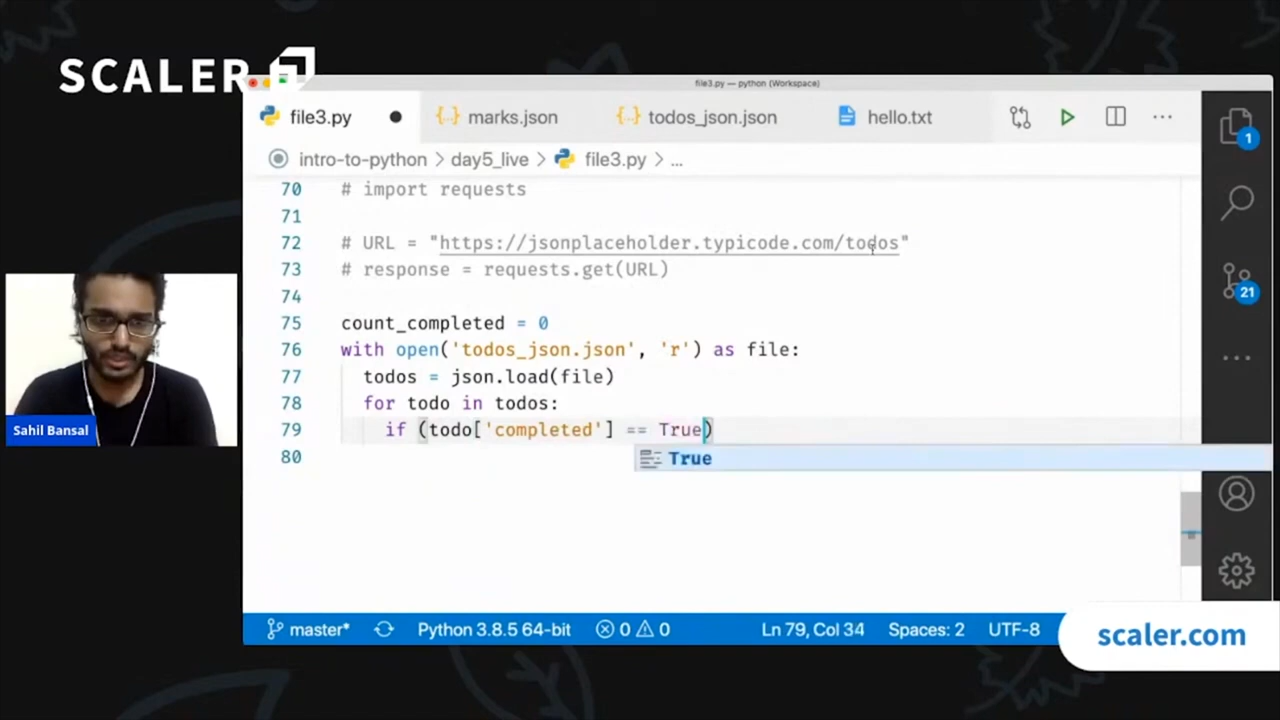 SCALER
file3.py — python (Workspace)
file3.py
marks.json
todos_json.json
hello.txt
intro-to-python > day5_live > file3.py > ...
1
21
70 # import requests
71
72 # URL = "https://jsonplaceholder.typicode.com/todos"
73 # response = requests.get(URL)
74
75 count_completed = 0
76 with open('todos_json.json', 'r') as file:
77 todos = json.load(file)
78 for todo in todos:
79 if (todo['completed'] == True)
80
True
Sahil Bansal
master*
Python 3.8.5 64-bit
0
0
Ln 79, Col 34
Spaces: 2
UTF-8
scaler.com